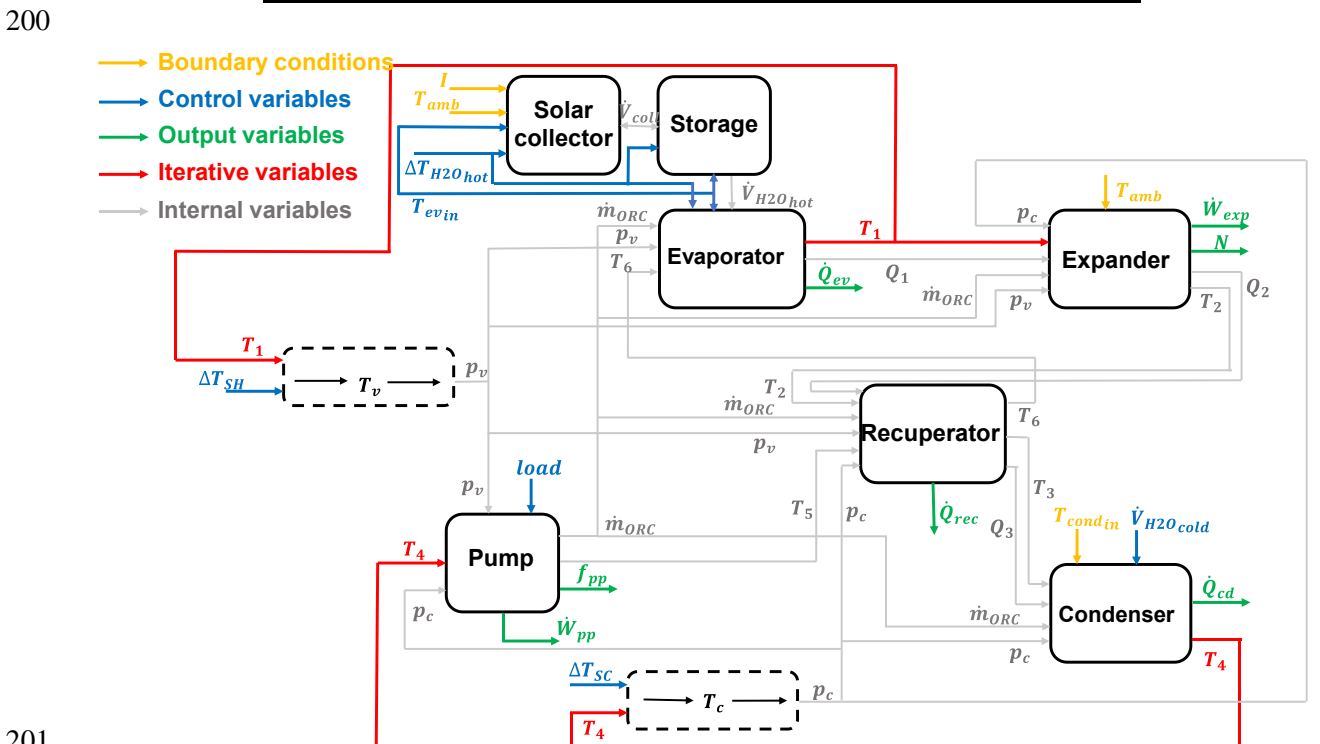 200
Boundary conditions
Control variables
Output variables
Iterative variables
Internal variables
I
T_amb
ΔT_H2O_hot
T_ev_in
Solar
collector
V̇_coll
Storage
V̇_H2O_hot
ṁ_ORC
p_v
T_6
Evaporator
T_1
Q̇_ev
Q_1
ṁ_ORC
p_v
p_c
T_amb
Expander
Ẇ_exp
N
T_2
Q_2
T_1
ΔT_SH
T_v
p_v
T_2
ṁ_ORC
p_v
T_5
p_c
Recuperator
T_6
T_3
Q̇_rec
Q_3
p_v
load
T_4
p_c
Pump
ṁ_ORC
f_pp
Ẇ_pp
T_cond_in
V̇_H2O_cold
ṁ_ORC
p_c
Condenser
Q̇_cd
T_4
ΔT_SC
T_4
T_c
p_c
201